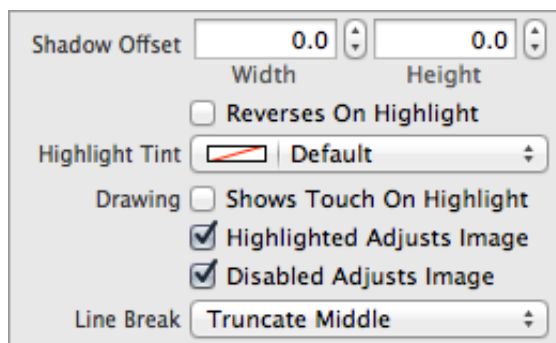 Shadow Offset 0.0 0.0
Width Height
Reverses On Highlight
Highlight Tint Default
Drawing Shows Touch On Highlight
Highlighted Adjusts Image
Disabled Adjusts Image
Line Break Truncate Middle